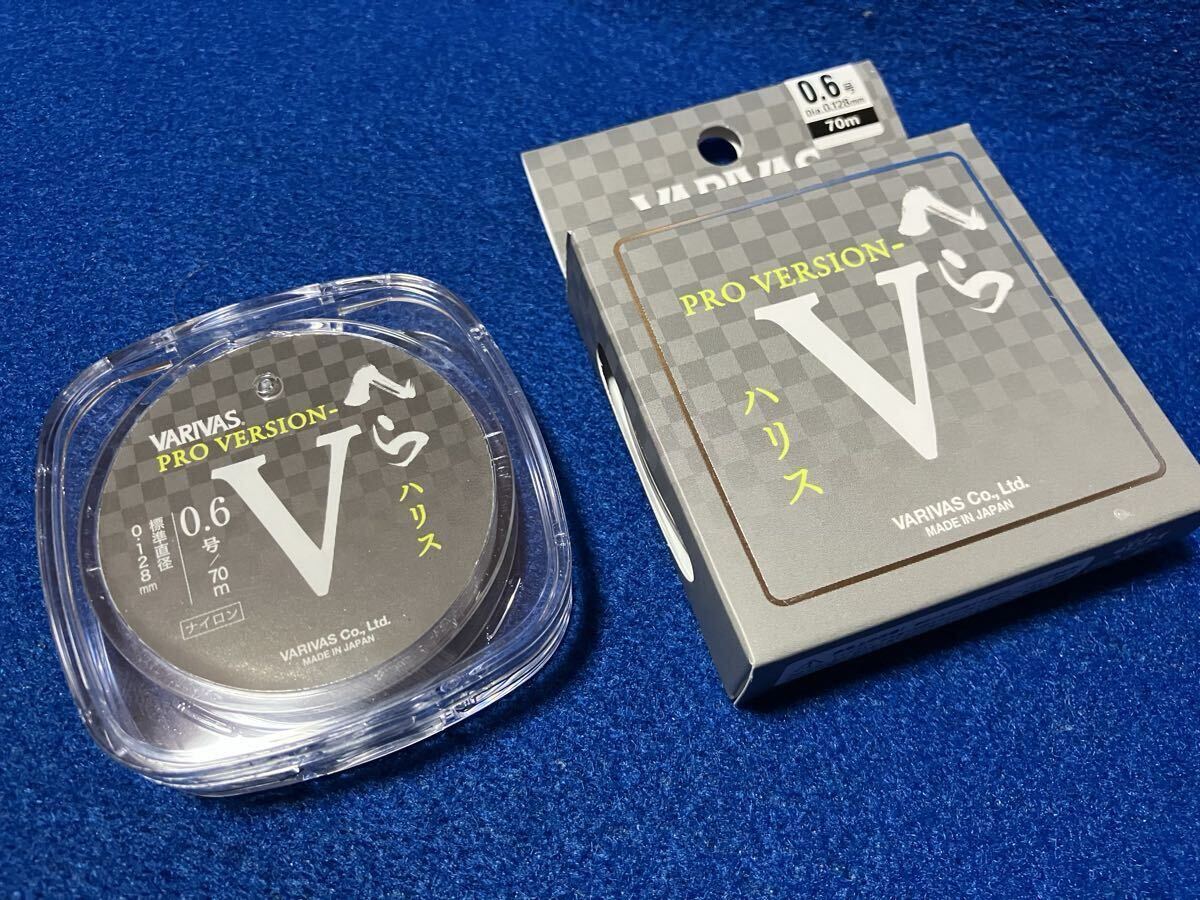 VARIVAS®
PRO VERSION-
V
へら
ハリス
0.6号/70m
標準直径
0.128mm
ナイロン
VARIVAS Co., Ltd.
MADE IN JAPAN
0.6号
Dia.0.128mm
70m
VARIVAS
PRO VERSION-
V
へら
ハリス
VARIVAS Co., Ltd.
MADE IN JAPAN